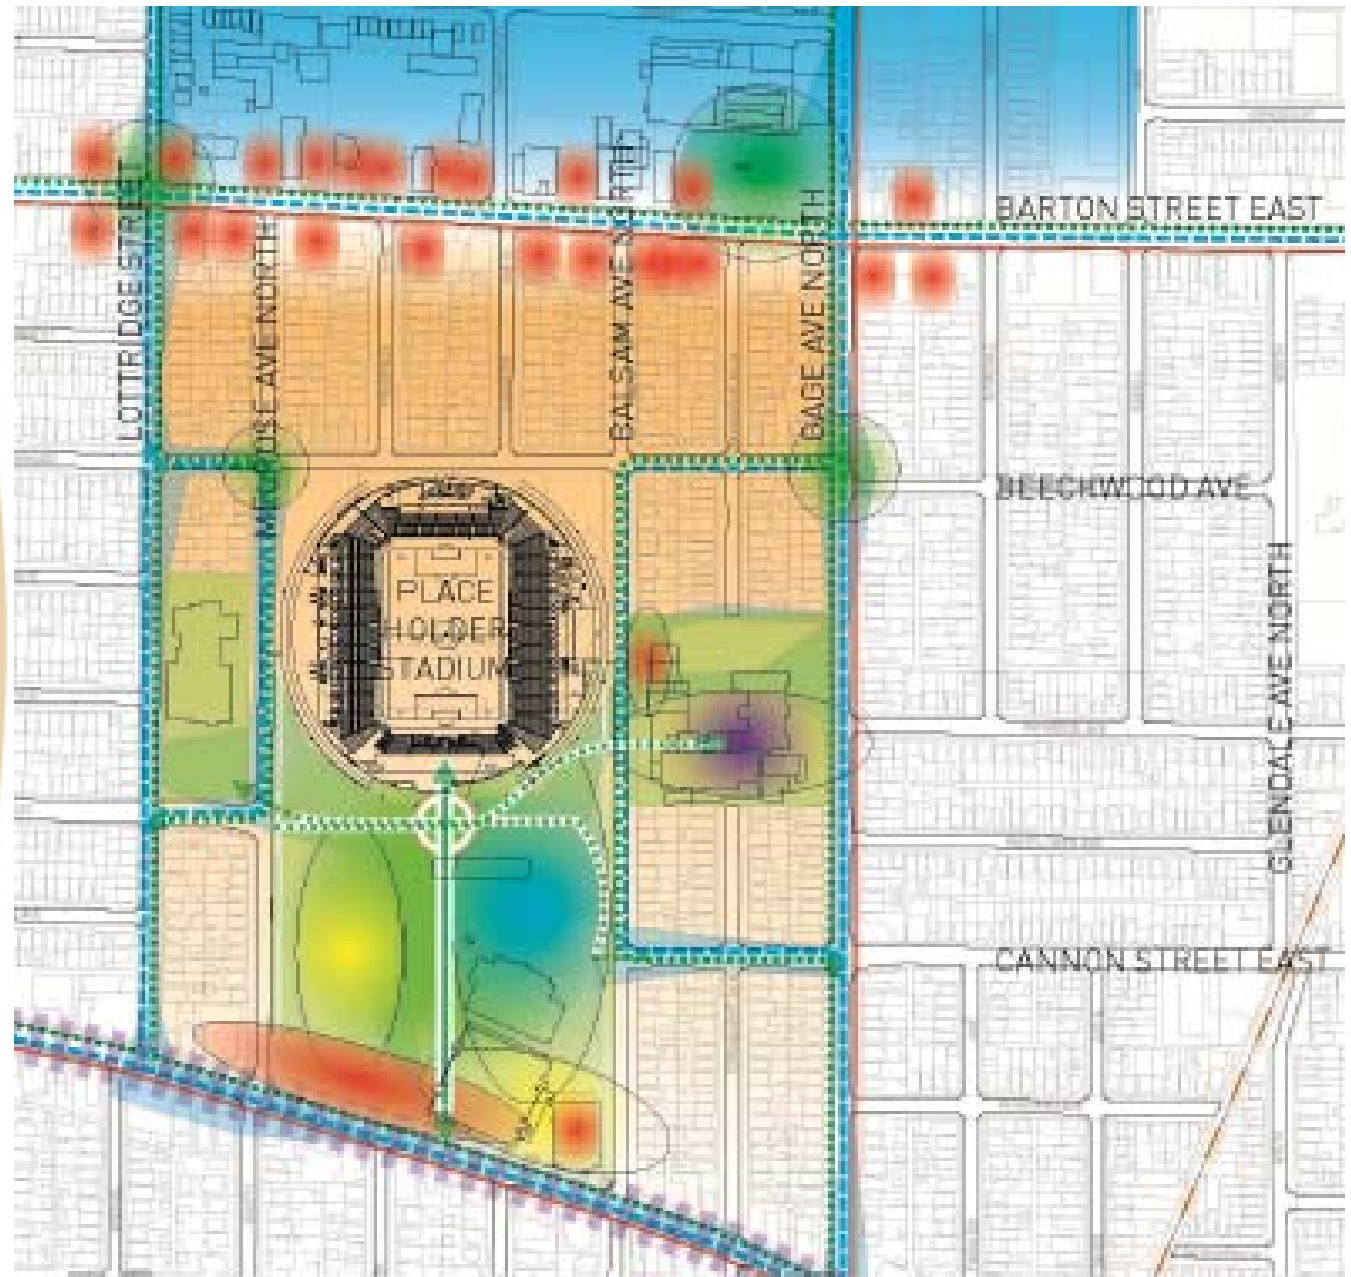 BARTON STREET EAST
LOTTRIDGE STREET
AVE NORTH
BALSAM AVE NORTH
GAGE AVE NORTH
BEECHWOOD AVE
PLACE
HOLDER
STADIUM
GLENDALE AVE NORTH
CANNON STREET EAST